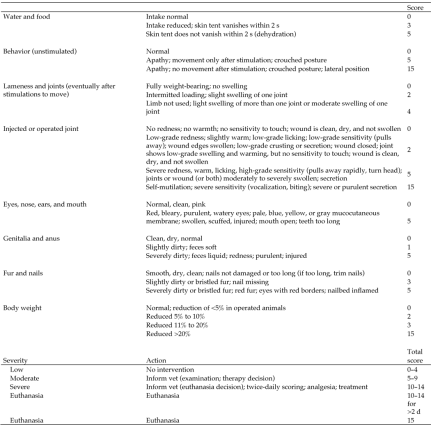 Score
Water and food Intake normal 0
Intake reduced; skin tent vanishes within 2 s 3
Skin tent does not vanish within 2 s (dehydration) 5
Behavior (unstimulated) Normal 0
Apathy; movement only after stimulation; crouched posture 5
Apathy; no movement after stimulation; crouched posture; lateral position 15
Lameness and joints (eventually after Fully weight-bearing; no swelling 0
stimulations to move) Intermitted loading; slight swelling of one joint 2
Limb not used; light swelling of more than one joint or moderate swelling of one
joint 4
Injected or operated joint No redness; no warmth; no sensitivity to touch; wound is clean, dry, and not swollen 0
Low-grade redness; slightly warm; low-grade licking; low-grade sensitivity (pulls
away); wound edges swollen; low-grade crusting or secretion; wound closed; joint 2
shows low-grade swelling and warming, but no sensitivity to touch; wound is clean,
dry, and not swollen
Severe redness, warm, licking, high-grade sensitivity (pulls away rapidly, turn head); 5
joints or wound (or both) moderately to severely swollen; secretion
Self-mutilation; severe sensitivity (vocalization, biting); severe or purulent secretion 15
Eyes, nose, ears, and mouth Normal, clean, pink 0
Red, bleary, purulent, watery eyes; pale, blue, yellow, or gray mucocutaneous
membrane; swollen, scuffed, injured; mouth open; teeth too long 5
Genitalia and anus Clean, dry, normal 0
Slightly dirty; feces soft 1
Severely dirty; feces liquid; redness; purulent; injured 5
Fur and nails Smooth, dry, clean; nails not damaged or too long (if too long, trim nails) 0
Slightly dirty or bristled fur; nail missing 3
Severely dirty or bristled fur; red fur; eyes with red borders; nailbed inflamed 5
Body weight Normal; reduction of <5% in operated animals 0
Reduced 5% to 10% 2
Reduced 11% to 20% 3
Reduced >20% 15
Total
Severity Action score
Low No intervention 0–4
Moderate Inform vet (examination; therapy decision) 5–9
Severe Inform vet (euthanasia decision); twice-daily scoring; analgesia; treatment 10–14
Euthanasia Euthanasia 10–14
for
>2 d
Euthanasia Euthanasia 15